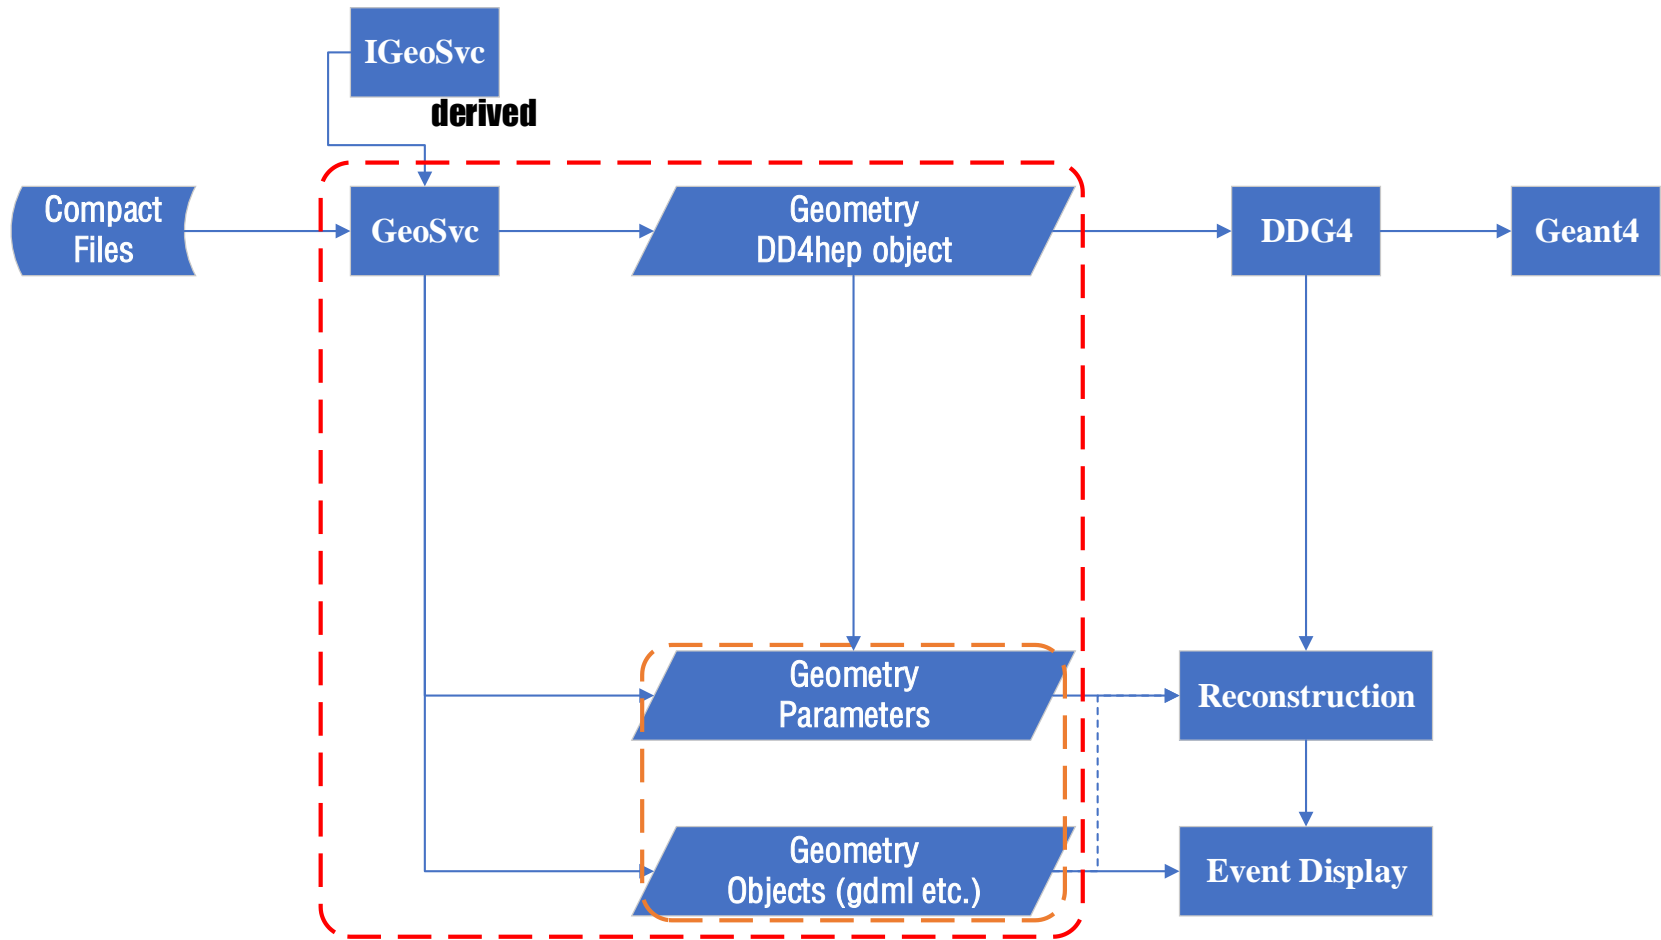 IGeoSvc
derived
Compact
Files
GeoSvc
Geometry
DD4hep object
DDG4
Geant4
Geometry
Parameters
Reconstruction
Geometry
Objects (gdml etc.)
Event Display